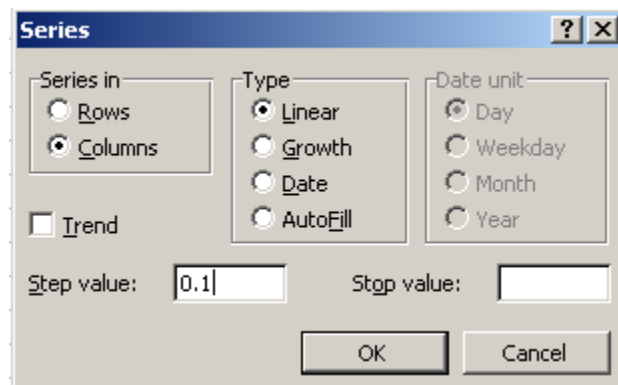 Series
Series in
Rows
Columns
Trend
Type
Linear
Growth
Date
AutoFill
Date unit
Day
Weekday
Month
Year
Step value: 0.1
Stop value:
OK Cancel